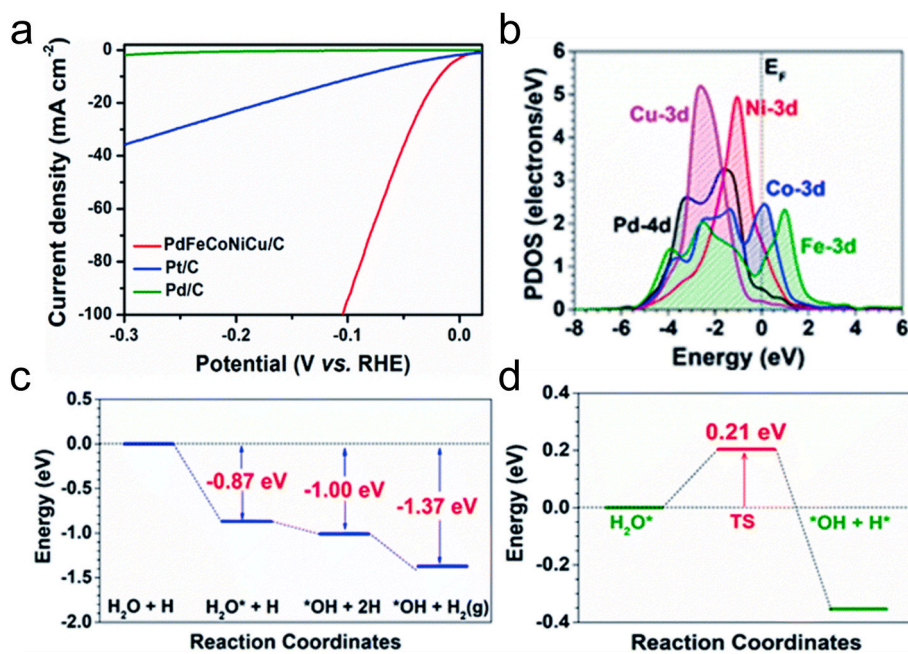 a
Current density (mA cm⁻²)
0
-20
-40
-60
-80
-100
PdFeCoNiCu/C
Pt/C
Pd/C
-0.3
-0.2
-0.1
0.0
Potential (V vs. RHE)
b
PDOS (electrons/eV)
6
5
4
3
2
1
0
E_F
Cu-3d
Ni-3d
Co-3d
Pd-4d
Fe-3d
-8
-6
-4
-2
0
2
4
6
Energy (eV)
c
Energy (eV)
0.5
0.0
-0.5
-1.0
-1.5
-2.0
-0.87 eV
-1.00 eV
-1.37 eV
H₂O + H
H₂O* + H
*OH + 2H
*OH + H₂(g)
Reaction Coordinates
d
Energy (eV)
0.4
0.2
0.0
-0.2
-0.4
0.21 eV
H₂O*
TS
*OH + H*
Reaction Coordinates